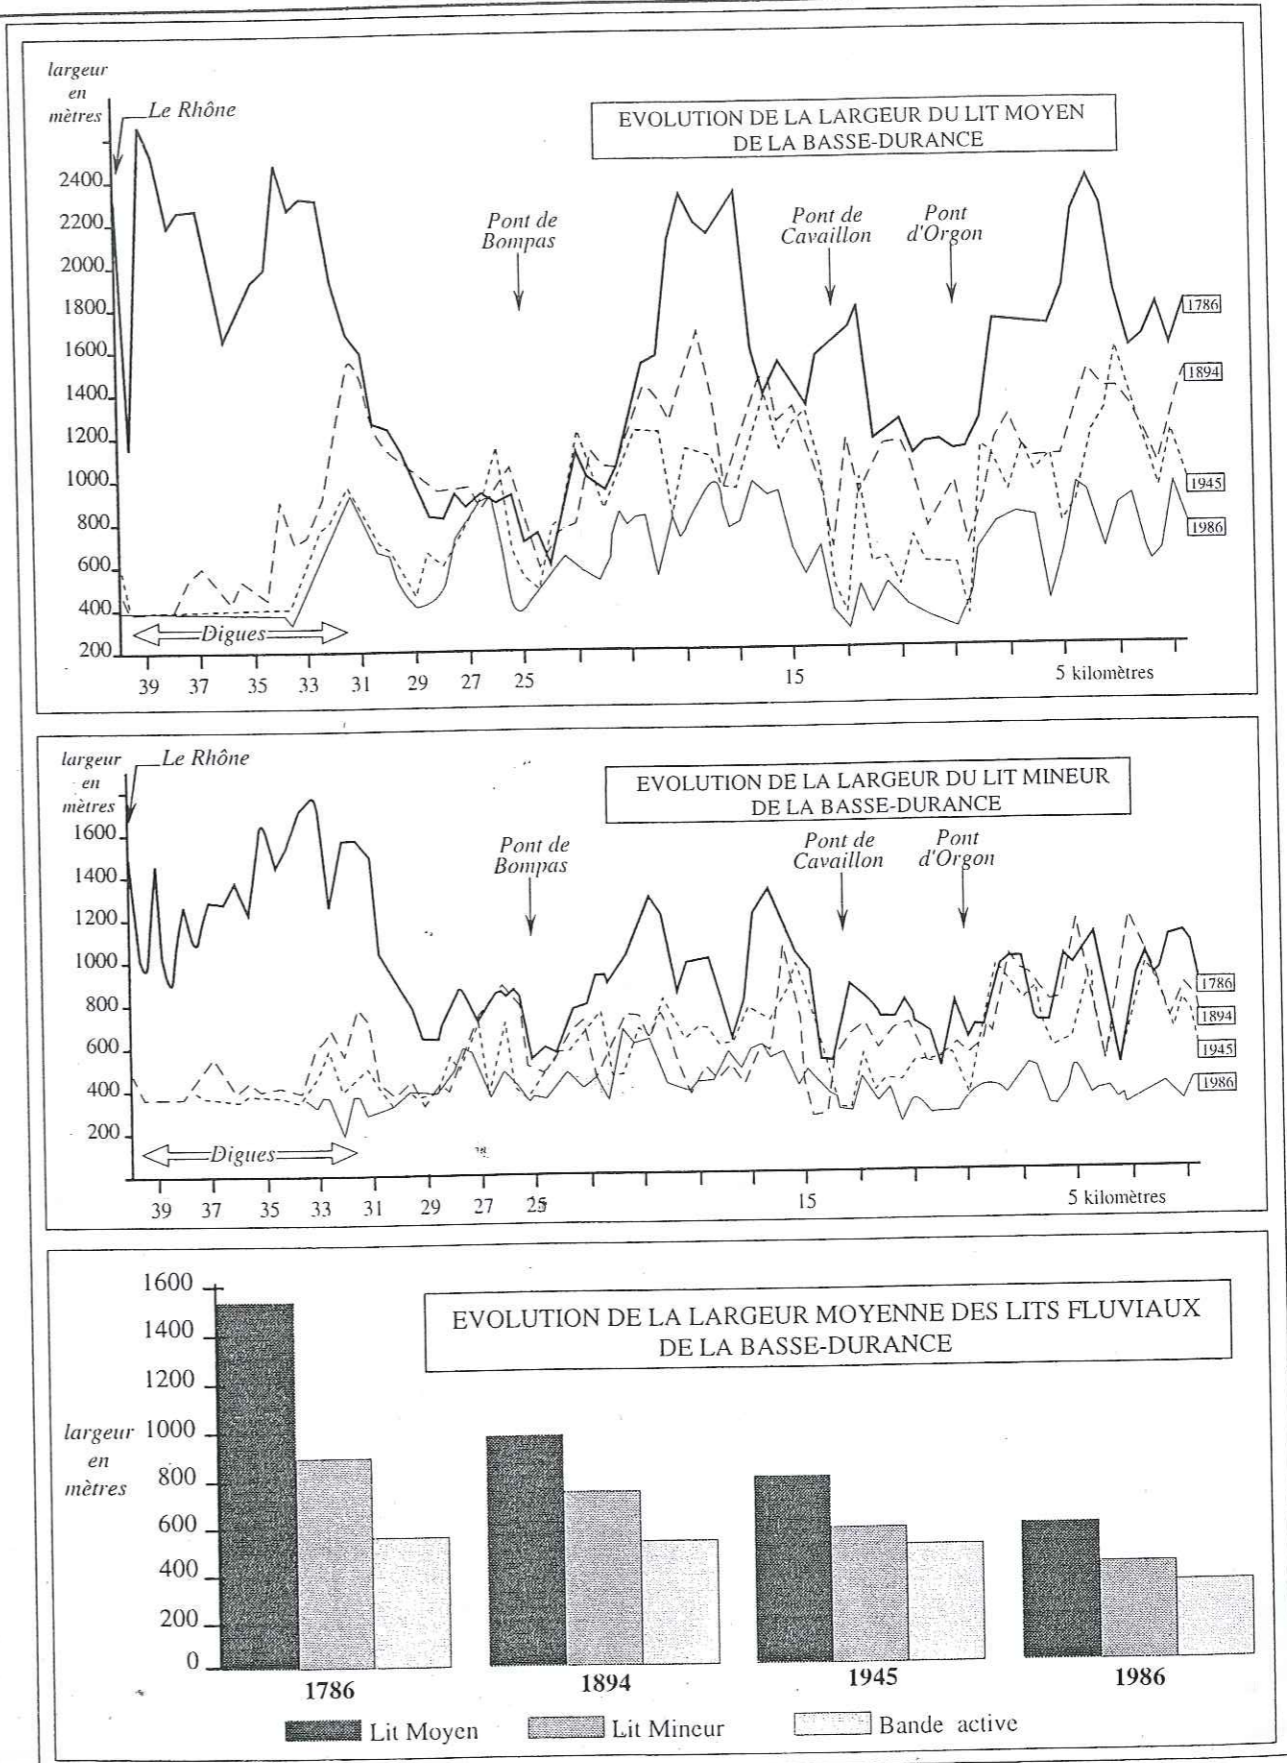 largeur
en
mètres
Le Rhône
EVOLUTION DE LA LARGEUR DU LIT MOYEN
DE LA BASSE-DURANCE
2400
2200
2000
1800
1600
1400
1200
1000
800
600
400
200
Pont de
Bompas
Pont de
Cavaillon
Pont
d'Orgon
1786
1894
1945
1986
Digues
39 37 35 33 31 29 27 25 15 5 kilomètres
largeur
en
mètres
Le Rhône
EVOLUTION DE LA LARGEUR DU LIT MINEUR
DE LA BASSE-DURANCE
1600
1400
1200
1000
800
600
400
200
Pont de
Bompas
Pont de
Cavaillon
Pont
d'Orgon
1786
1894
1945
1986
Digues
39 37 35 33 31 29 27 25 15 5 kilomètres
EVOLUTION DE LA LARGEUR MOYENNE DES LITS FLUVIAUX
DE LA BASSE-DURANCE
largeur
en
mètres
1600
1400
1200
1000
800
600
400
200
0
1786 1894 1945 1986
Lit Moyen Lit Mineur Bande active